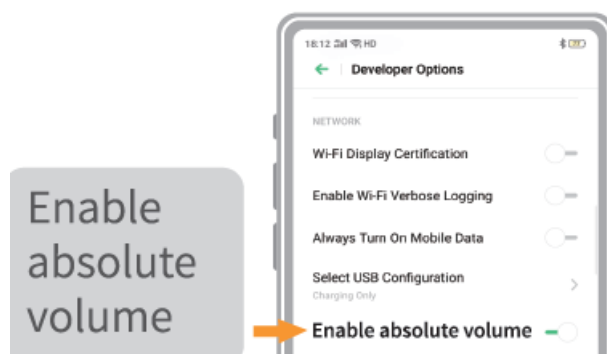 18:12 HD
Developer Options
NETWORK
Wi-Fi Display Certification
Enable Wi-Fi Verbose Logging
Always Turn On Mobile Data
Select USB Configuration
Charging Only
Enable absolute volume
Enable
absolute
volume